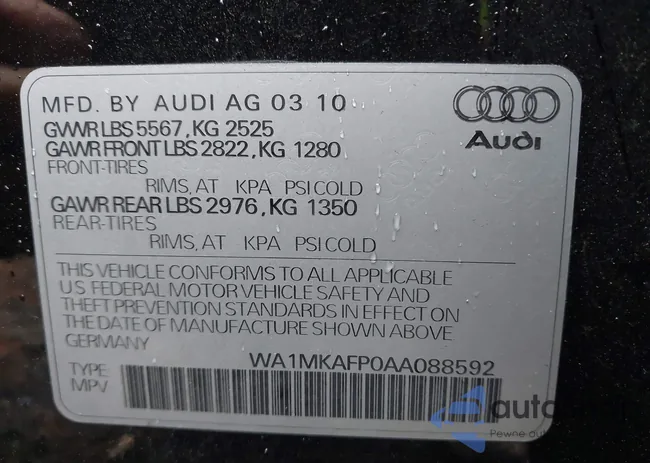 MFD. BY AUDI AG 03 10
GVWR LBS 5567, KG 2525
GAWR FRONT LBS 2822, KG 1280
FRONT-TIRES
RIMS, AT KPA PSI COLD
GAWR REAR LBS 2976, KG 1350
REAR-TIRES
RIMS, AT KPA PSI COLD
Audi
THIS VEHICLE CONFORMS TO ALL APPLICABLE
U.S FEDERAL MOTOR VEHICLE SAFETY AND
THEFT PREVENTION STANDARDS IN EFFECT ON
THE DATE OF MANUFACTURE SHOWN ABOVE
GERMANY
WA1MKAFP0AA088592
TYPE:
MPV
Pewne